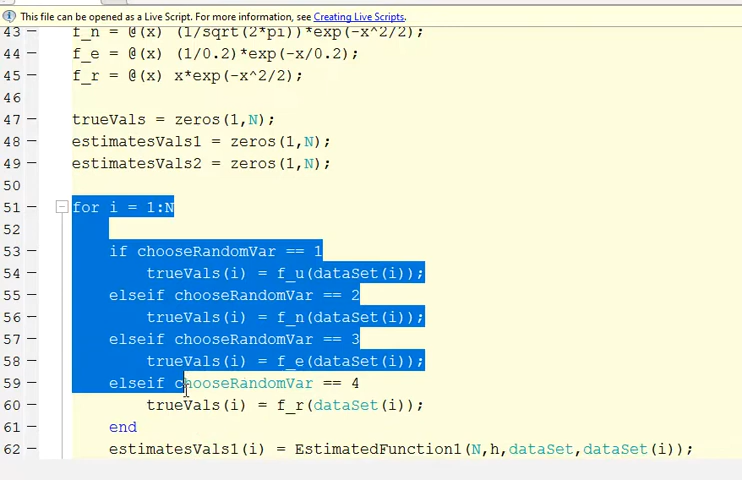 This file can be opened as a Live Script. For more information, see Creating Live Scripts.
43 — f_n = @(x) (1/sqrt(2*pi))*exp(-x^2/2);
44 — f_e = @(x) (1/0.2)*exp(-x/0.2);
45 — f_r = @(x) x*exp(-x^2/2);
46
47 — trueVals = zeros(1,N);
48 — estimatesVals1 = zeros(1,N);
49 — estimatesVals2 = zeros(1,N);
50
51 — for i = 1:N
52
53 — if chooseRandomVar == 1
54 — trueVals(i) = f_u(dataSet(i));
55 — elseif chooseRandomVar == 2
56 — trueVals(i) = f_n(dataSet(i));
57 — elseif chooseRandomVar == 3
58 — trueVals(i) = f_e(dataSet(i));
59 — elseif chooseRandomVar == 4
60 — trueVals(i) = f_r(dataSet(i));
61 — end
62 — estimatesVals1(i) = EstimatedFunction1(N,h,dataSet,dataSet(i));